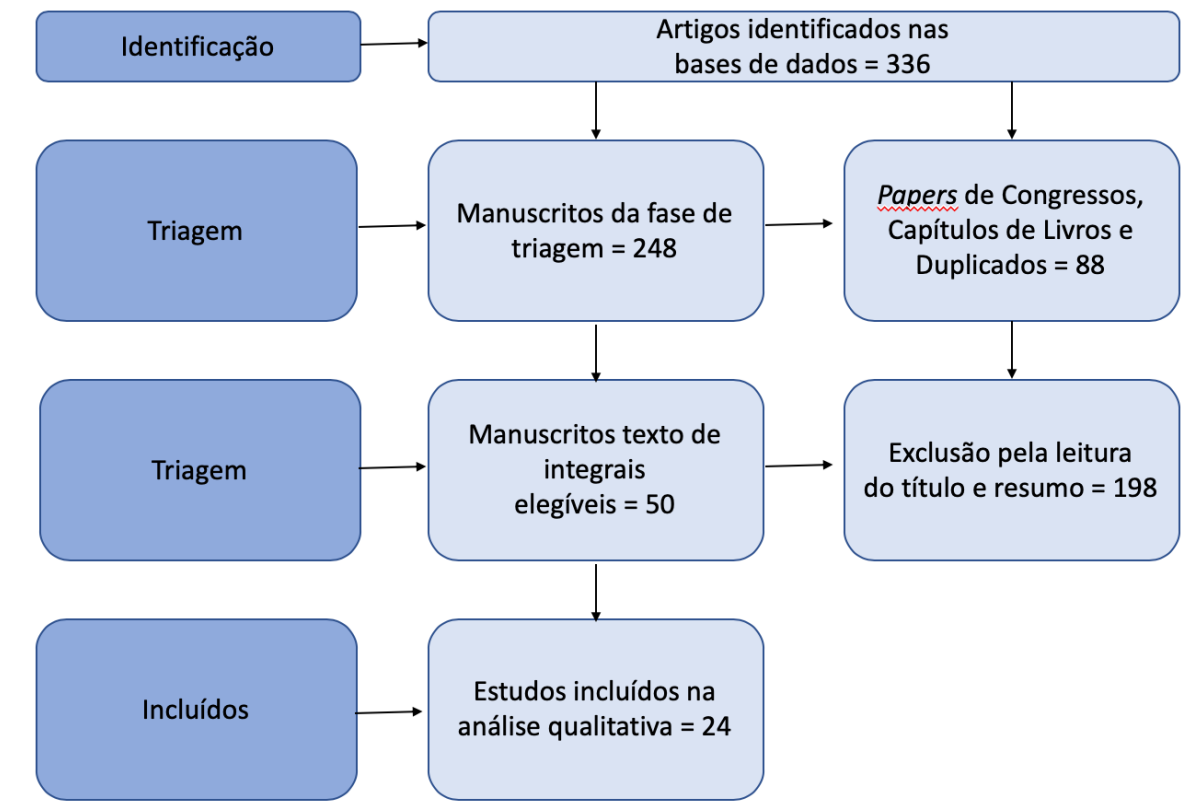 Identificação
Artigos identificados nas
bases de dados = 336
Triagem
Manuscritos da fase de
triagem = 248
Papers de Congressos,
Capítulos de Livros e
Duplicados = 88
Triagem
Manuscritos texto de
integrais
elegíveis = 50
Exclusão pela leitura
do título e resumo = 198
Incluídos
Estudos incluídos na
análise qualitativa = 24